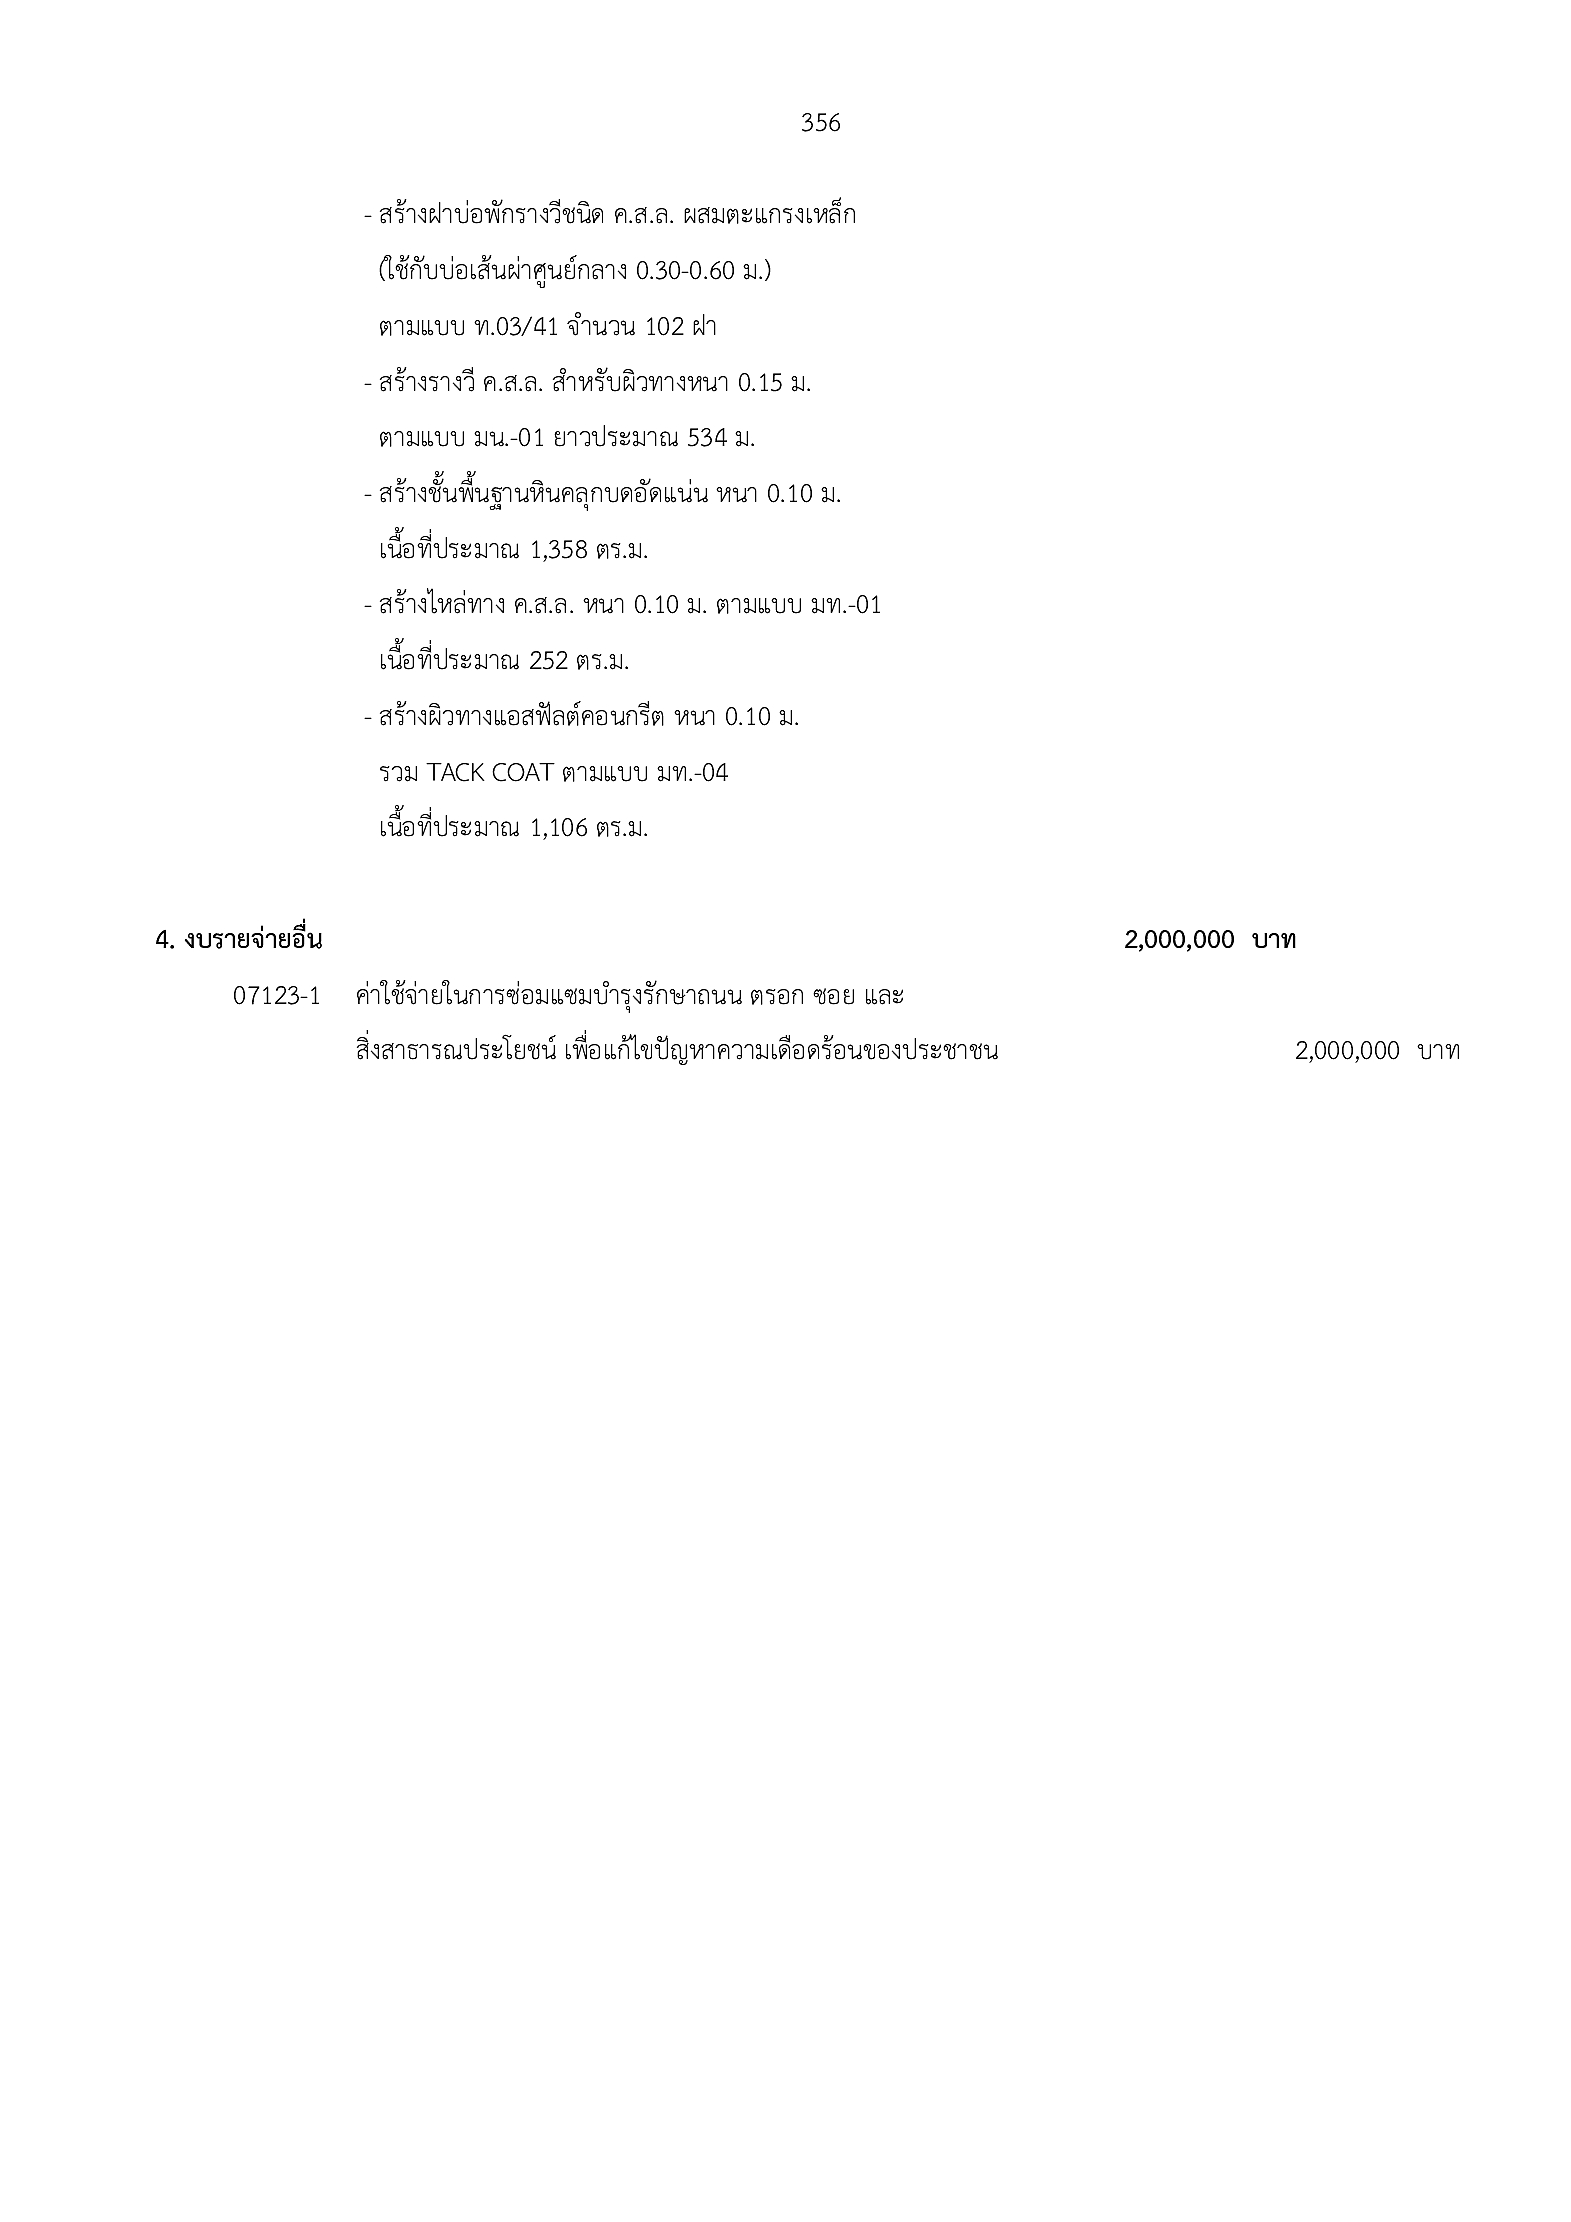 356
- สร้างฝาบ่อพักรางวีชนิด ค.ส.ล. ผสมตะแกรงเหล็ก
(ใช้กับบ่อเส้นผ่าศูนย์กลาง 0.30-0.60 ม.)
ตามแบบ ท.03/41 จำนวน 102 ฝา
- สร้างรางวี ค.ส.ล. สำหรับผิวทางหนา 0.15 ม.
ตามแบบ มน.-01 ยาวประมาณ 534 ม.
- สร้างชั้นพื้นฐานหินคลุกบดอัดแน่น หนา 0.10 ม.
เนื้อที่ประมาณ 1,358 ตร.ม.
- สร้างไหล่ทาง ค.ส.ล. หนา 0.10 ม. ตามแบบ มท.-01
เนื้อที่ประมาณ 252 ตร.ม.
- สร้างผิวทางแอสฟัลต์คอนกรีต หนา 0.10 ม.
รวม TACK COAT ตามแบบ มท.-04
เนื้อที่ประมาณ 1,106 ตร.ม.
4. งบรายจ่ายอื่น 2,000,000 บาท
07123-1 ค่าใช้จ่ายในการซ่อมแซมบำรุงรักษาถนน ตรอก ซอย และ
สิ่งสาธารณประโยชน์ เพื่อแก้ไขปัญหาความเดือดร้อนของประชาชน 2,000,000 บาท